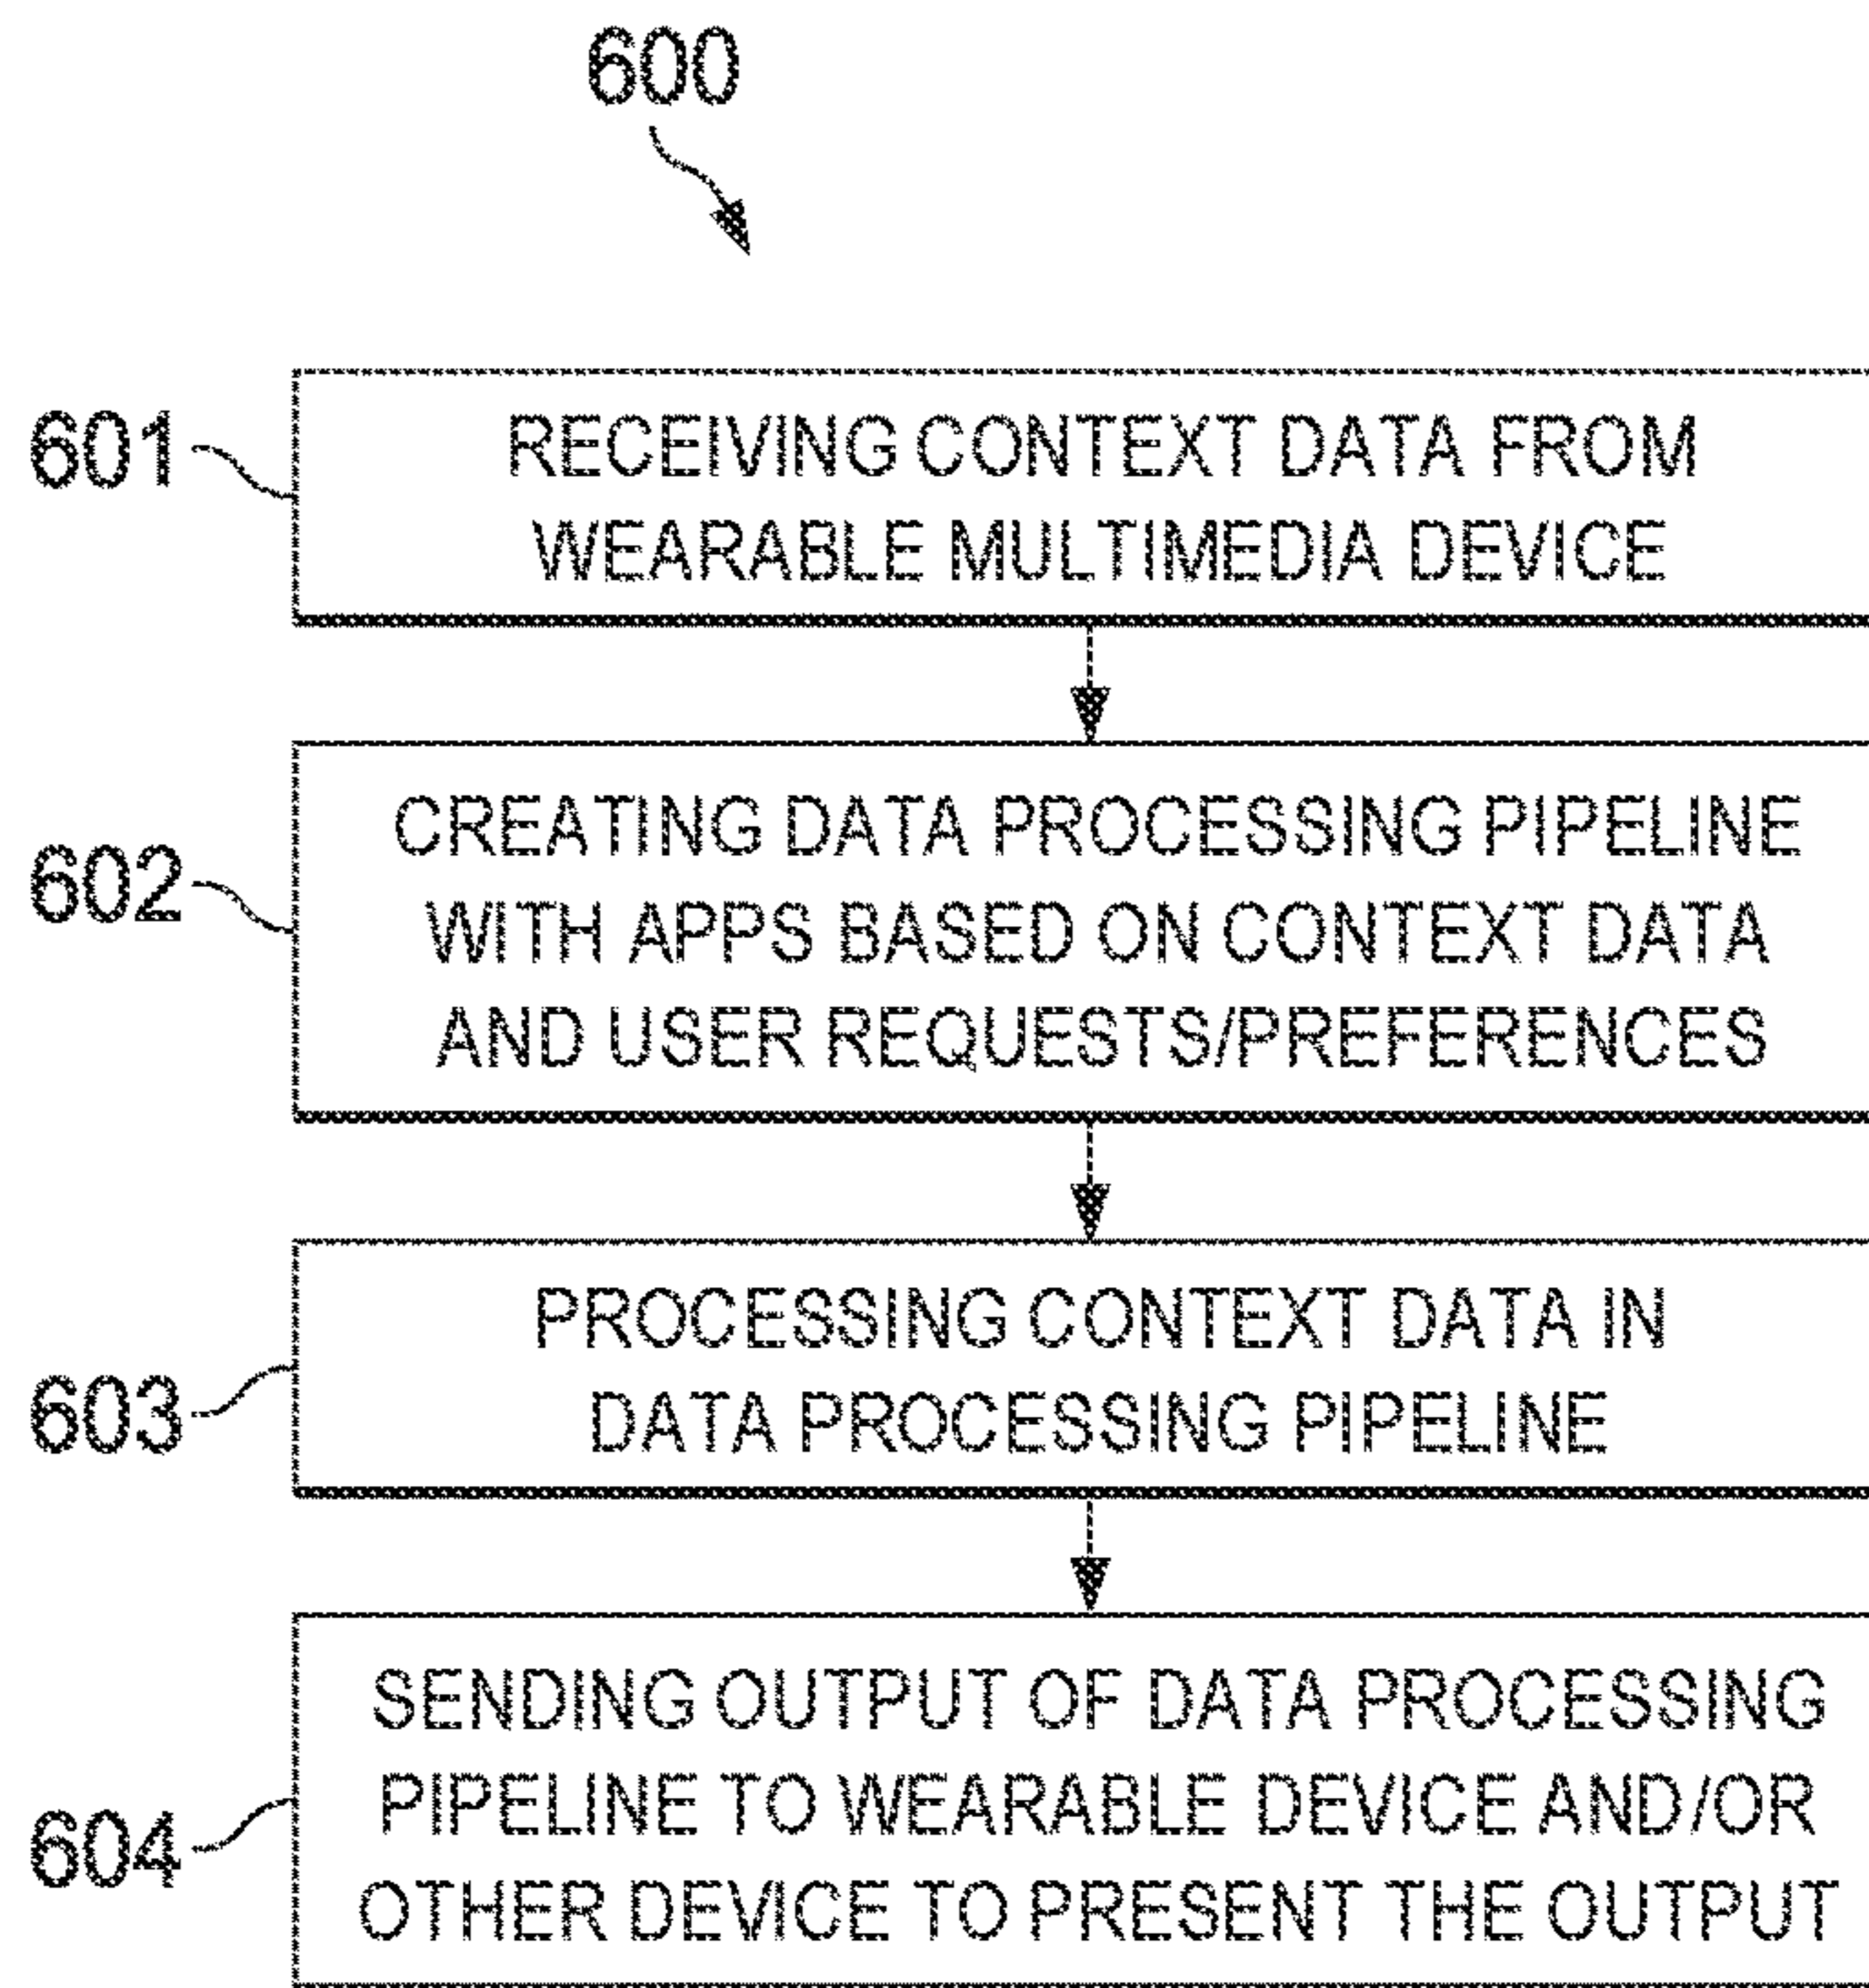 600
601
RECEIVING CONTEXT DATA FROM
WEARABLE MULTIMEDIA DEVICE
602
CREATING DATA PROCESSING PIPELINE
WITH APPS BASED ON CONTEXT DATA
AND USER REQUESTS/PREFERENCES
603
PROCESSING CONTEXT DATA IN
DATA PROCESSING PIPELINE
604
SENDING OUTPUT OF DATA PROCESSING
PIPELINE TO WEARABLE DEVICE AND/OR
OTHER DEVICE TO PRESENT THE OUTPUT